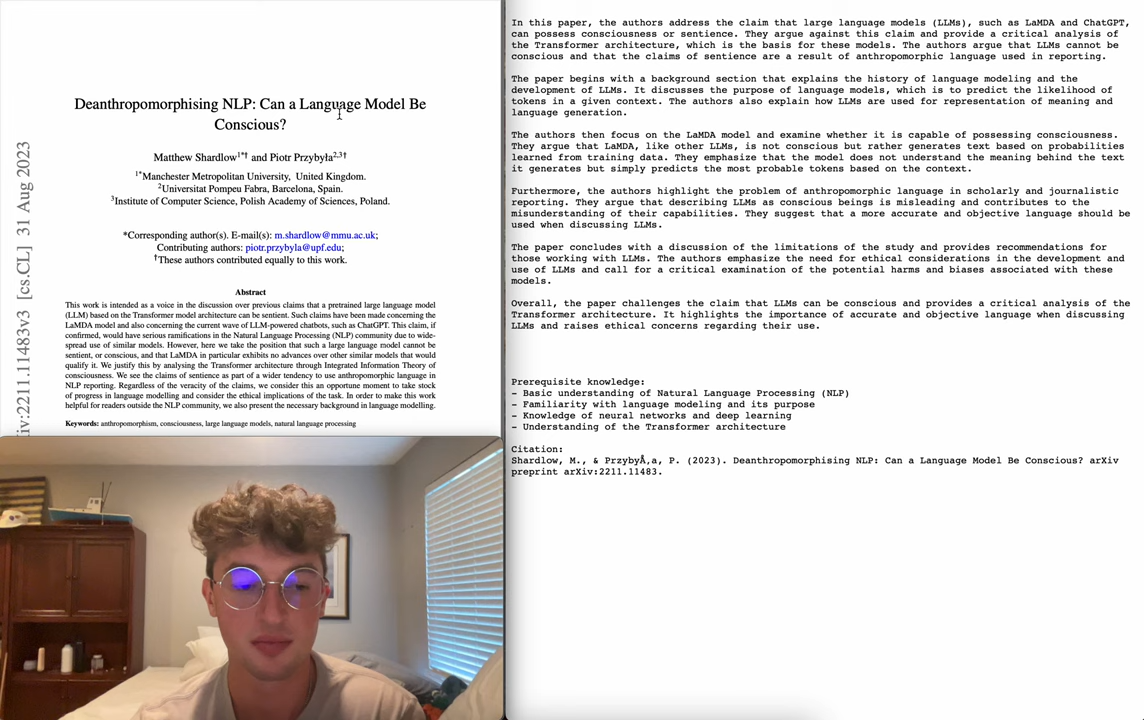 Deanthropomorphising NLP: Can a Language Model Be
Conscious?
Matthew Shardlow1*† and Piotr Przybyła2,3†
1*Manchester Metropolitan University, United Kingdom.
2Universitat Pompeu Fabra, Barcelona, Spain.
3Institute of Computer Science, Polish Academy of Sciences, Poland.
*Corresponding author(s). E-mail(s): m.shardlow@mmu.ac.uk;
Contributing authors: piotr.przybyla@upf.edu;
†These authors contributed equally to this work.
Abstract
This work is intended as a voice in the discussion over previous claims that a pretrained large language model
(LLM) based on the Transformer model architecture can be sentient. Such claims have been made concerning the
LaMDA model and also concerning the current wave of LLM-powered chatbots, such as ChatGPT. This claim, if
confirmed, would have serious ramifications in the Natural Language Processing (NLP) community due to wide-
spread use of similar models. However, here we take the position that such a large language model cannot be
sentient, or conscious, and that LaMDA in particular exhibits no advances over other similar models that would
qualify it. We justify this by analysing the Transformer architecture through Integrated Information Theory of
consciousness. We see the claims of sentience as part of a wider tendency to use anthropomorphic language in
NLP reporting. Regardless of the veracity of the claims, we consider this an opportune moment to take stock
of progress in language modelling and consider the ethical implications of the task. In order to make this work
helpful for readers outside the NLP community, we also present the necessary background in language modelling.
Keywords: anthropomorphism, consciousness, large language models, natural language processing
iv:2211.11483v3 [cs.CL] 31 Aug 2023
In this paper, the authors address the claim that large language models (LLMs), such as LaMDA and ChatGPT,
can possess consciousness or sentience. They argue against this claim and provide a critical analysis of
the Transformer architecture, which is the basis for these models. The authors argue that LLMs cannot be
conscious and that the claims of sentience are a result of anthropomorphic language used in reporting.
The paper begins with a background section that explains the history of language modeling and the
development of LLMs. It discusses the purpose of language models, which is to predict the likelihood of
tokens in a given context. The authors also explain how LLMs are used for representation of meaning and
language generation.
The authors then focus on the LaMDA model and examine whether it is capable of possessing consciousness.
They argue that LaMDA, like other LLMs, is not conscious but rather generates text based on probabilities
learned from training data. They emphasize that the model does not understand the meaning behind the text
it generates but simply predicts the most probable tokens based on the context.
Furthermore, the authors highlight the problem of anthropomorphic language in scholarly and journalistic
reporting. They argue that describing LLMs as conscious beings is misleading and contributes to the
misunderstanding of their capabilities. They suggest that a more accurate and objective language should be
used when discussing LLMs.
The paper concludes with a discussion of the limitations of the study and provides recommendations for
those working with LLMs. The authors emphasize the need for ethical considerations in the development and
use of LLMs and call for a critical examination of the potential harms and biases associated with these
models.
Overall, the paper challenges the claim that LLMs can be conscious and provides a critical analysis of the
Transformer architecture. It highlights the importance of accurate and objective language when discussing
LLMs and raises ethical concerns regarding their use.
Prerequisite knowledge:
- Basic understanding of Natural Language Processing (NLP)
- Familiarity with language modeling and its purpose
- Knowledge of neural networks and deep learning
- Understanding of the Transformer architecture
Citation:
Shardlow, M., & PrzybyÅ‚a, P. (2023). Deanthropomorphising NLP: Can a Language Model Be Conscious? arXiv
preprint arXiv:2211.11483.